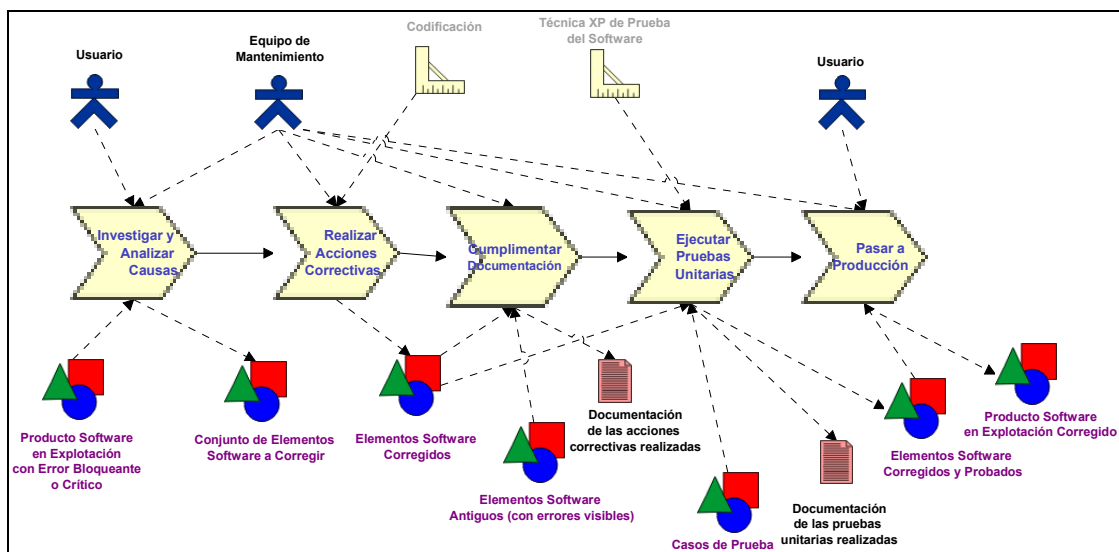 Usuario
Equipo de
Mantenimiento
Codificación
Técnica XP de Prueba
del Software
Usuario
Investigar y
Analizar
Causas
Realizar
Acciones
Correctivas
Cumplimentar
Documentación
Ejecutar
Pruebas
Unitarias
Pasar a
Producción
Producto Software
en Explotación
con Error Bloqueante
o Crítico
Conjunto de Elementos
Software a Corregir
Elementos Software
Corregidos
Elementos Software
Antiguos (con errores visibles)
Documentación
de las acciones
correctivas realizadas
Casos de Prueba
Documentación
de las pruebas
unitarias realizadas
Elementos Software
Corregidos y Probados
Producto Software
en Explotación Corregido